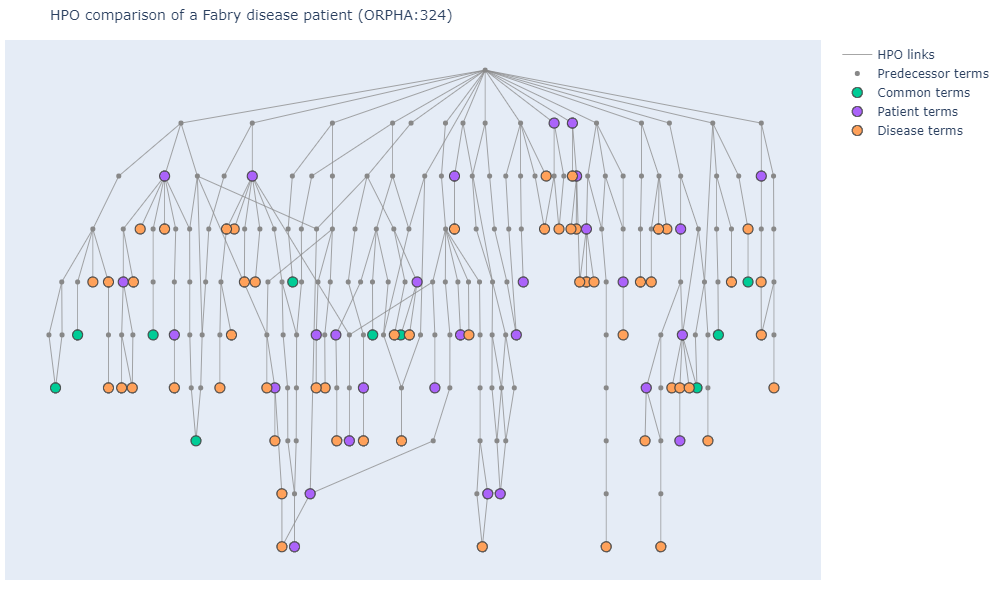 HPO comparison of a Fabry disease patient (ORPHA:324)
HPO links
Predecessor terms
Common terms
Patient terms
Disease terms